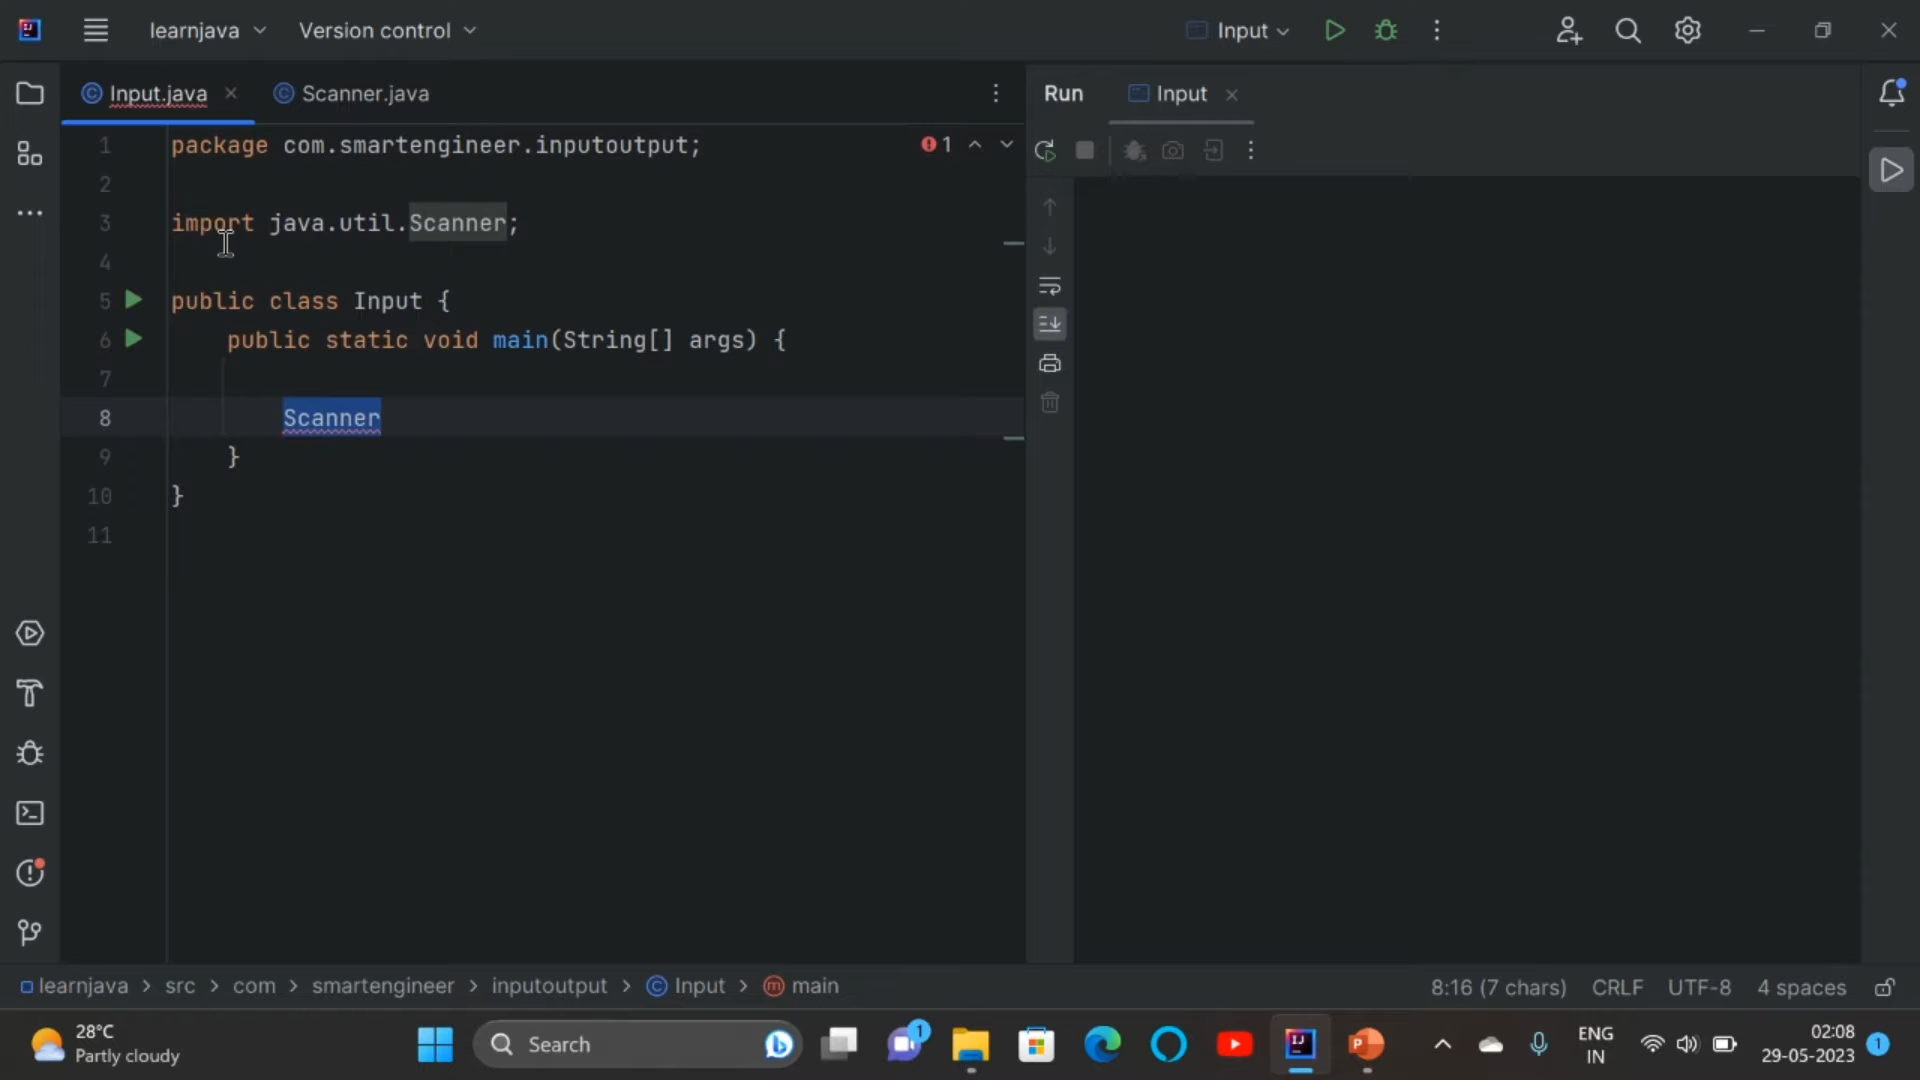 learnjava
Version control
Input
Input.java
Scanner.java
Run
Input
1 package com.smartengineer.inputoutput;
1
2
3 import java.util.Scanner;
4
5 public class Input {
6 public static void main(String[] args) {
7
8 Scanner
9 }
10 }
11
learnjava > src > com > smartengineer > inputoutput > Input > main
8:16 (7 chars) CRLF UTF-8 4 spaces
28°C
Partly cloudy
Search
1
ENG
IN
02:08
29-05-2023
1